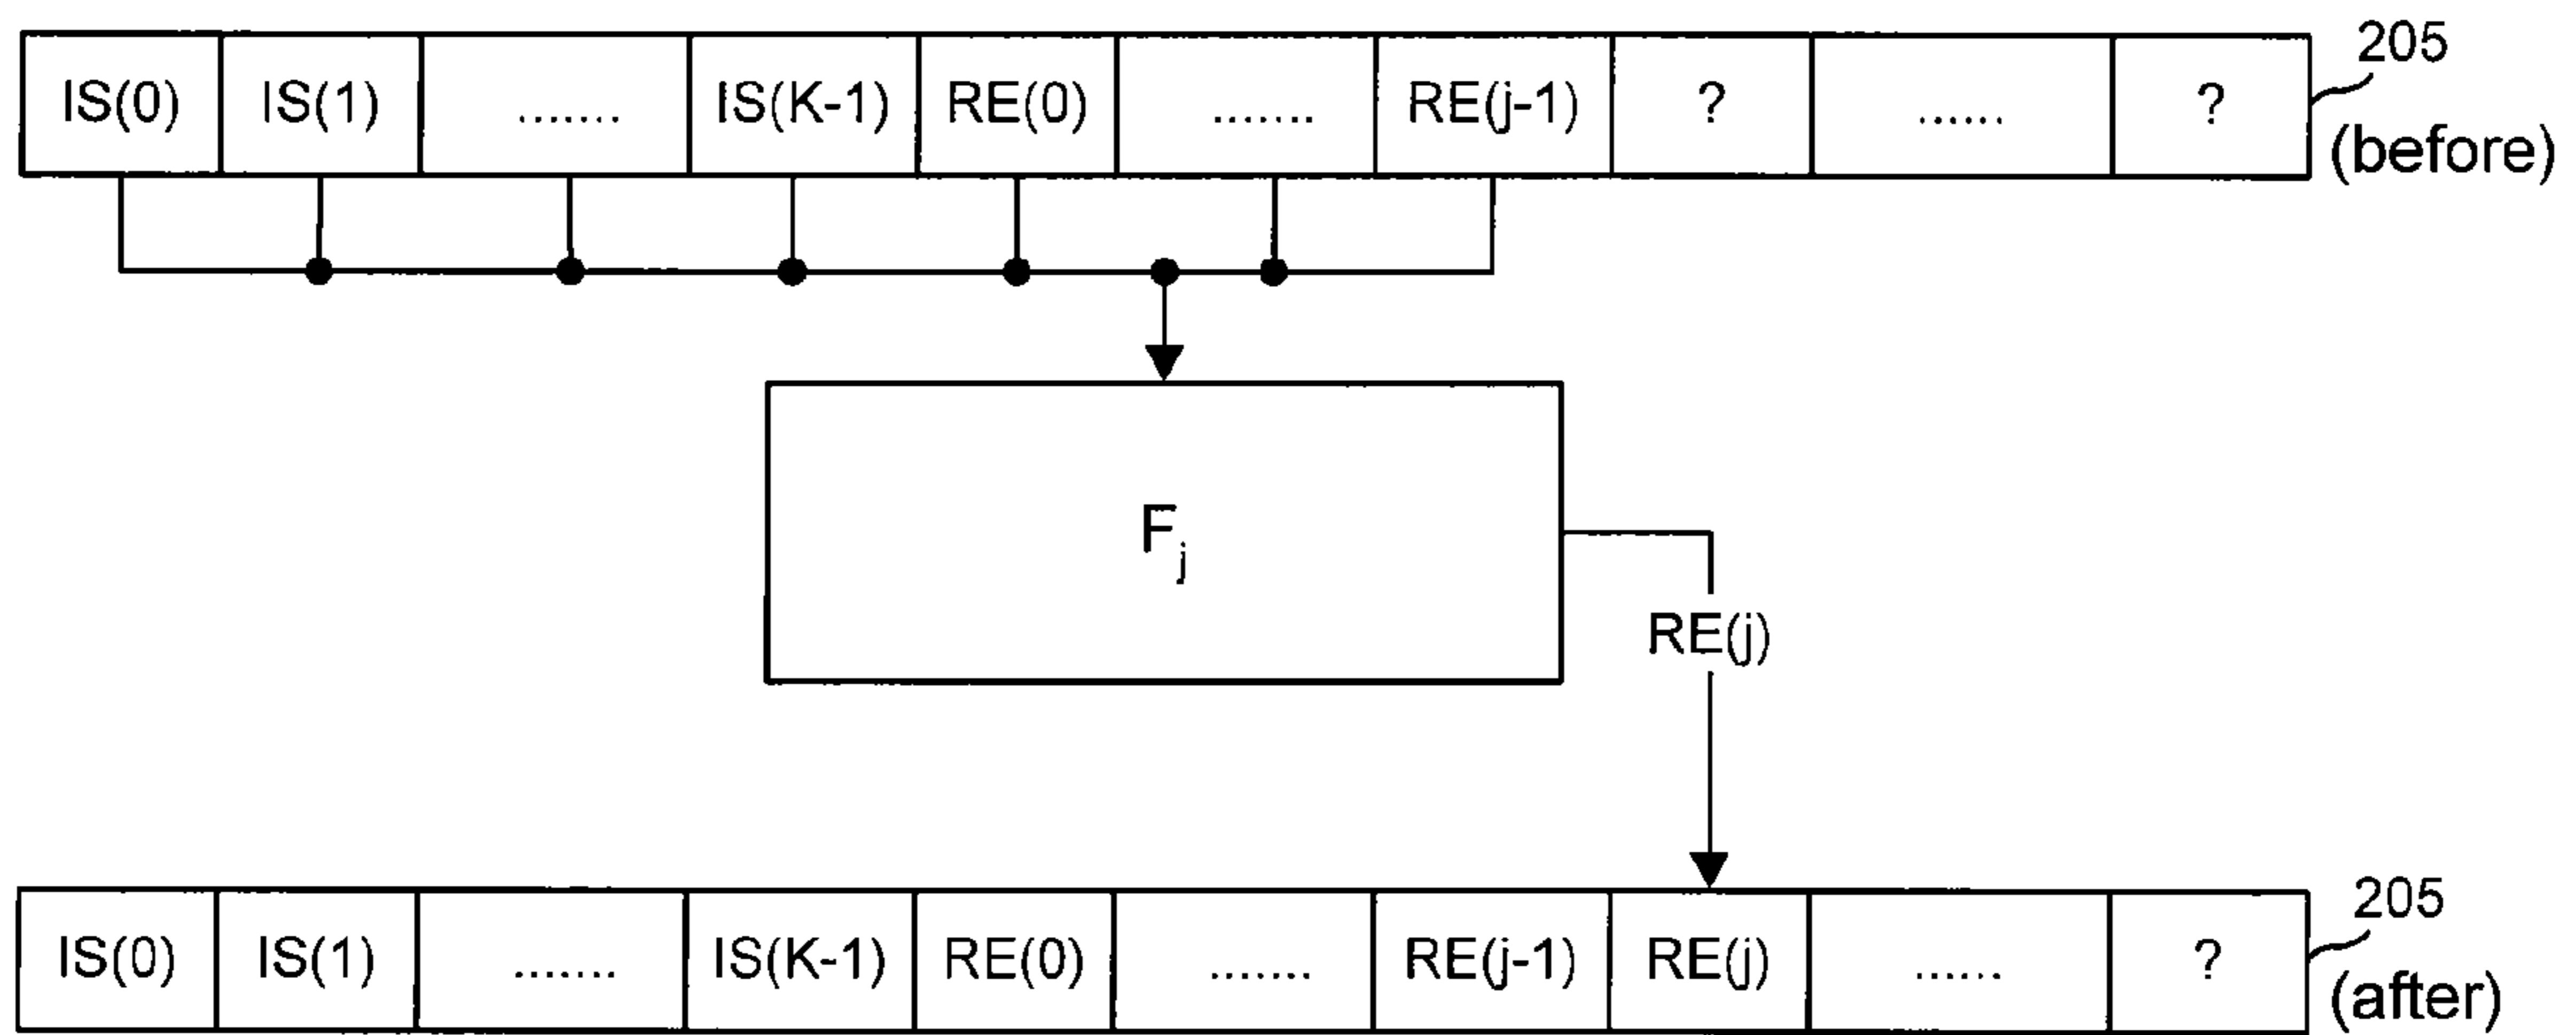 205
IS(0) IS(1) ....... IS(K-1) RE(0) ....... RE(j-1) ? ...... ?
(before)
Fj
RE(j)
205
IS(0) IS(1) ....... IS(K-1) RE(0) ....... RE(j-1) RE(j) ...... ?
(after)